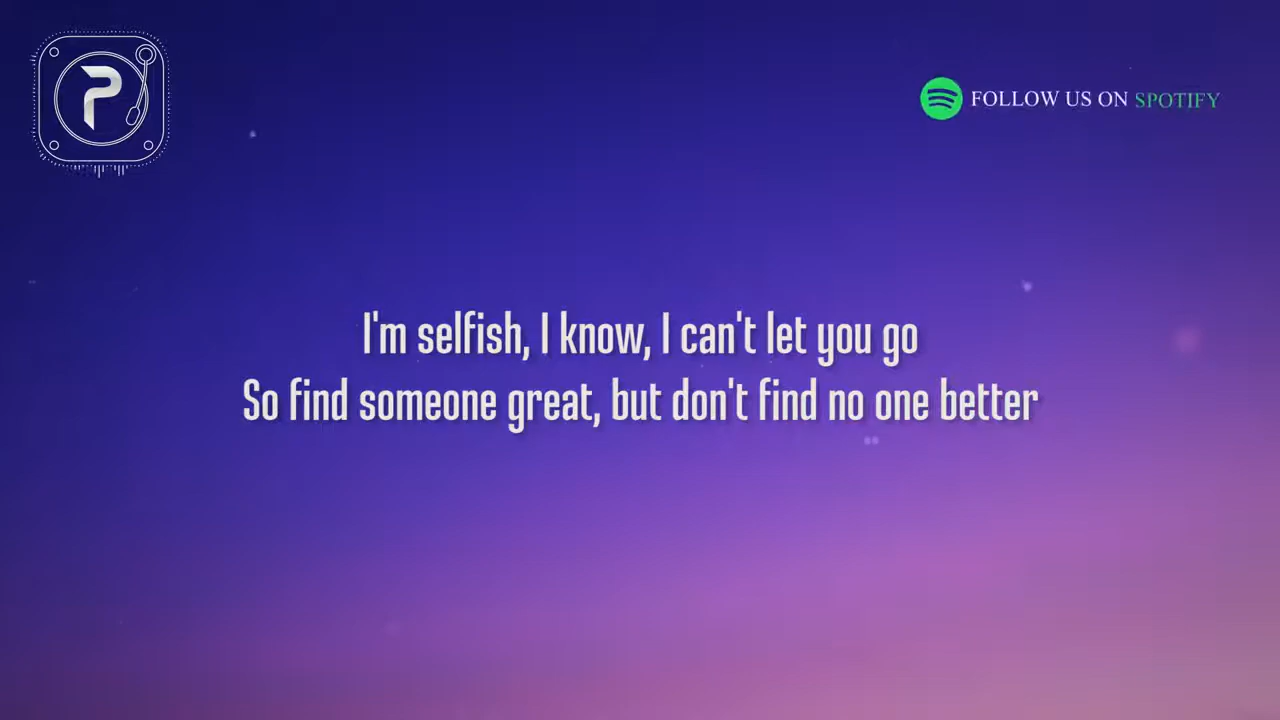 P
FOLLOW US ON SPOTIFY
I'm selfish, I know, I can't let you go
So find someone great, but don't find no one better